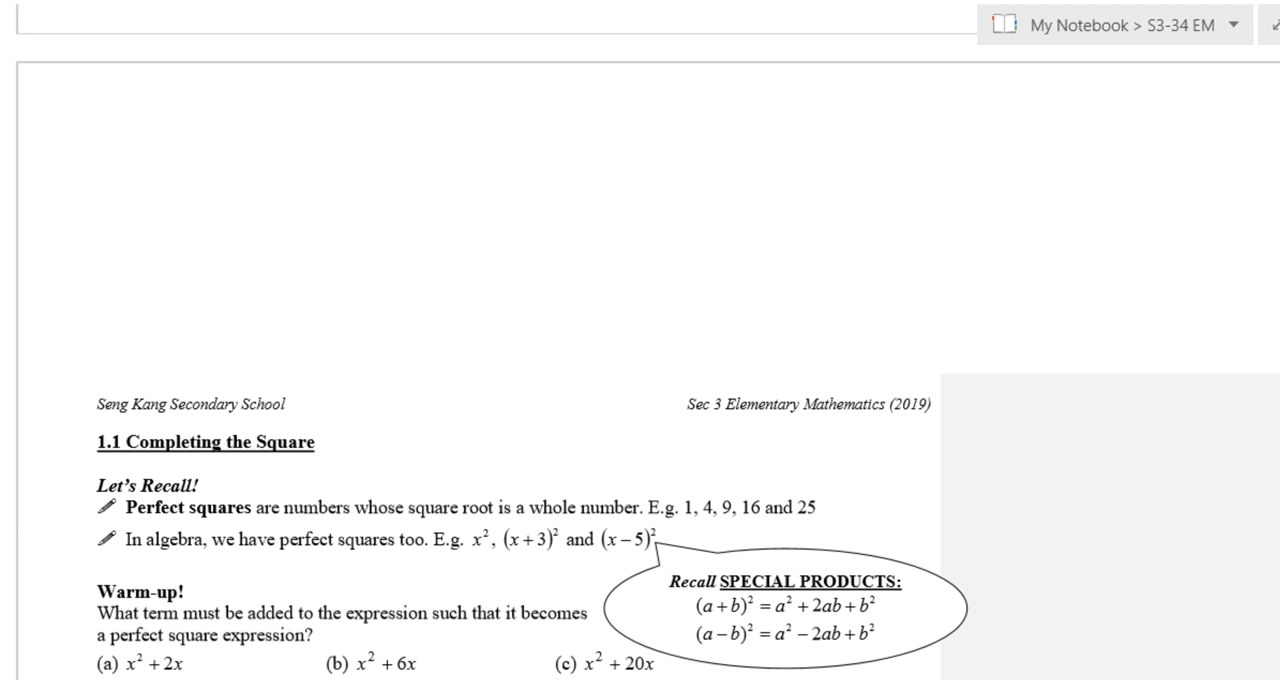 My Notebook > S3-34 EM
Seng Kang Secondary School Sec 3 Elementary Mathematics (2019)
1.1 Completing the Square
Let's Recall!
Perfect squares are numbers whose square root is a whole number. E.g. 1, 4, 9, 16 and 25
In algebra, we have perfect squares too. E.g. x², (x+3)² and (x−5)².
Recall SPECIAL PRODUCTS:
(a+b)² = a² + 2ab + b²
(a−b)² = a² − 2ab + b²
Warm-up!
What term must be added to the expression such that it becomes
a perfect square expression?
(a) x² + 2x (b) x² + 6x (c) x² + 20x